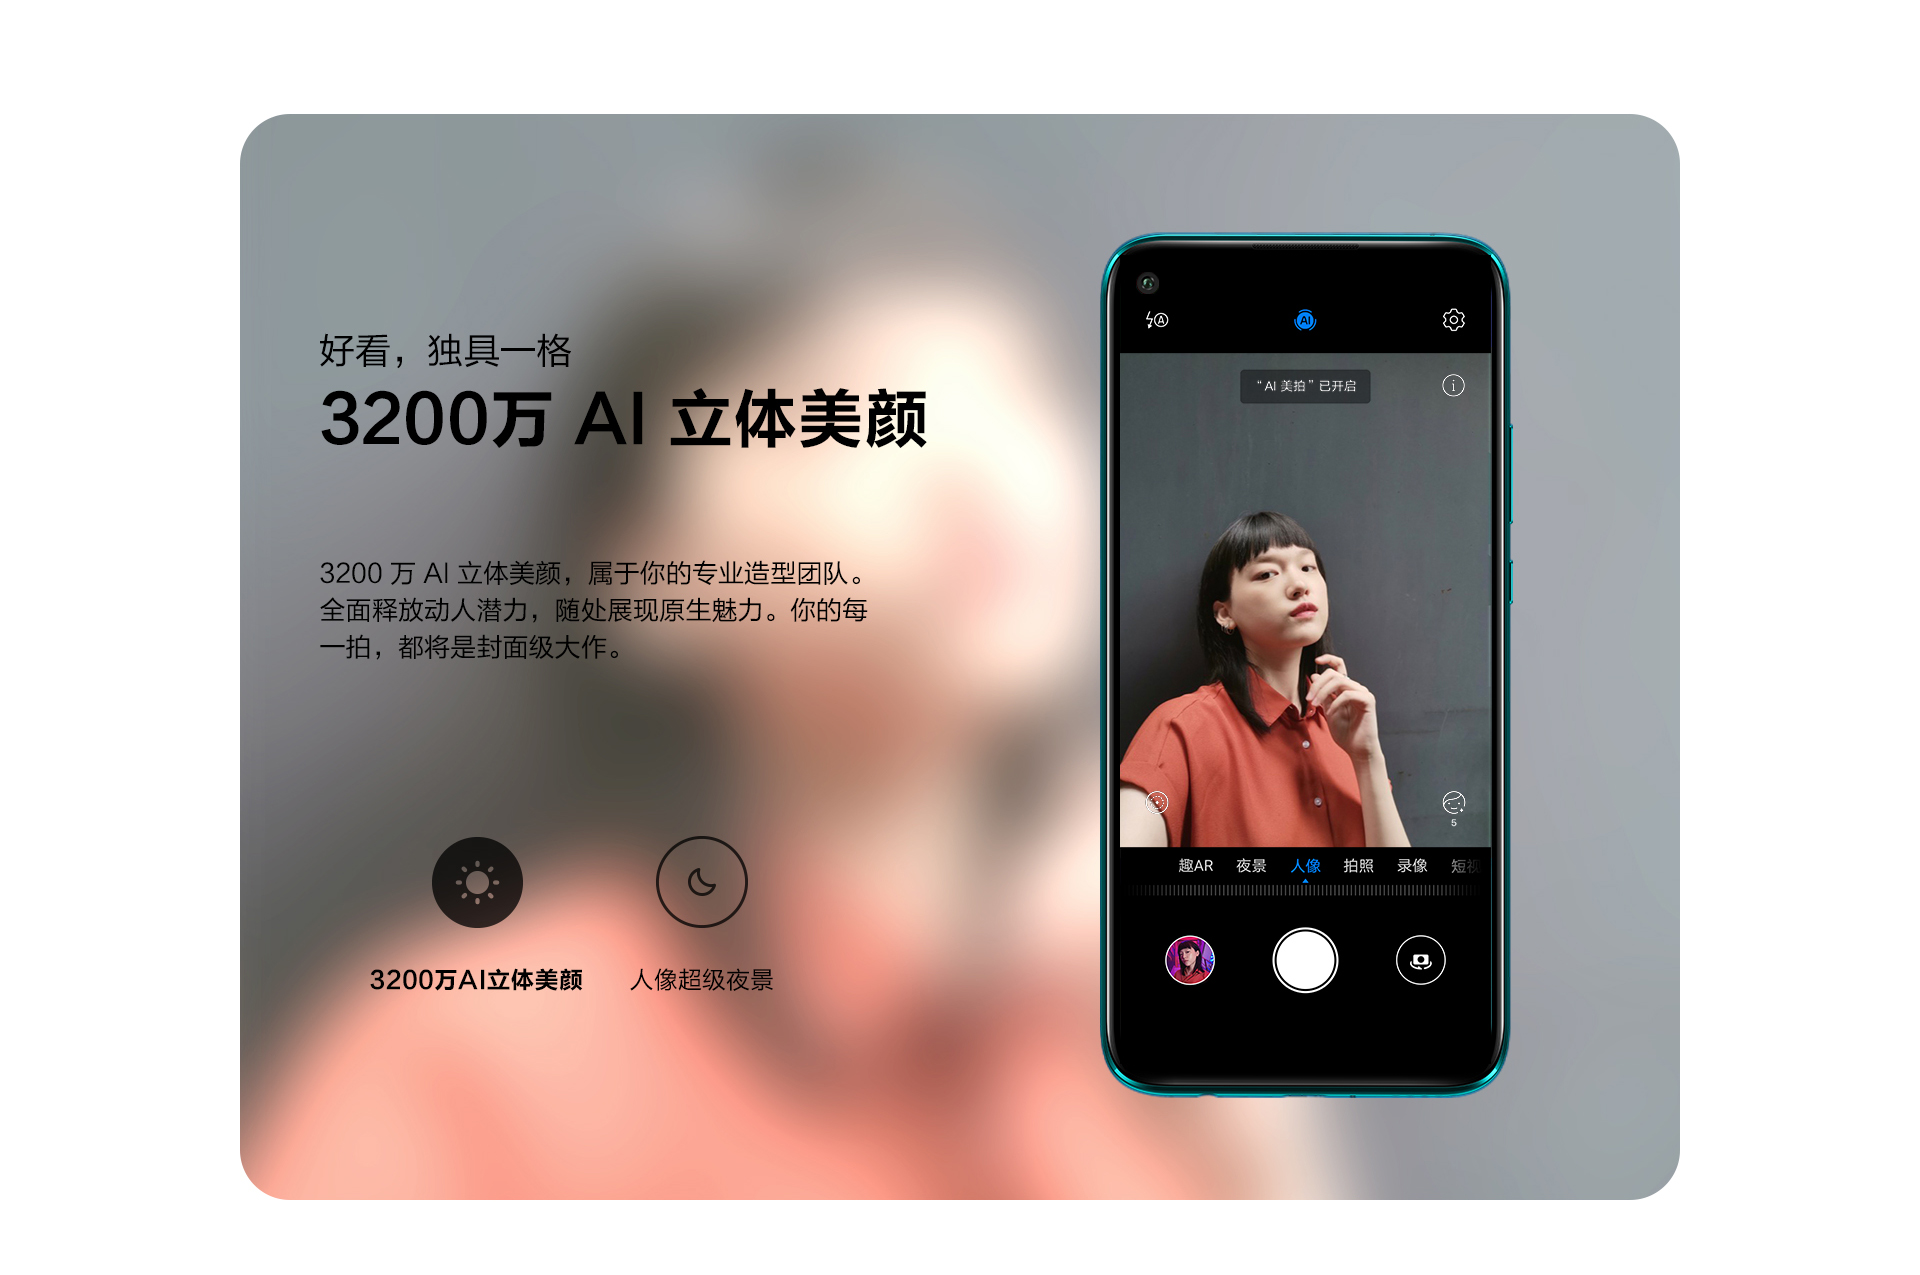 好看，独具一格
3200万 AI 立体美颜
3200 万 AI 立体美颜，属于你的专业造型团队。
全面释放动人潜力，随处展现原生魅力。你的每
一拍，都将是封面级大作。
3200万AI立体美颜
人像超级夜景
A
AI
“AI 美拍”已开启
i
5
趣AR 夜景 人像 拍照 录像 短视